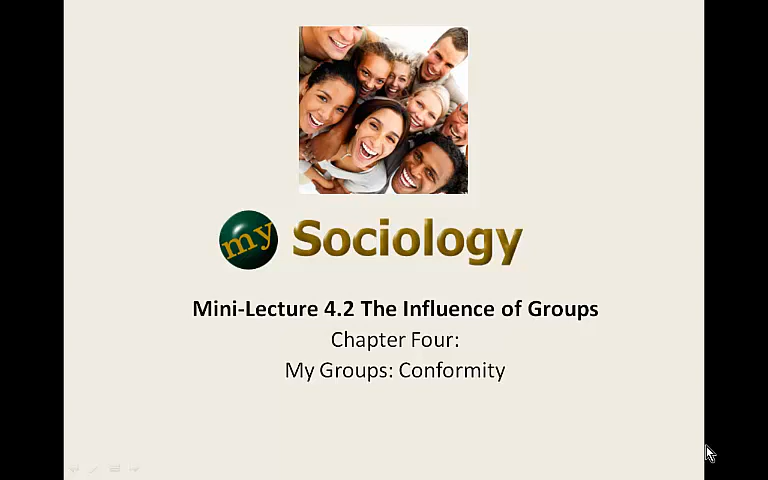 my Sociology
Mini-Lecture 4.2 The Influence of Groups
Chapter Four:
My Groups: Conformity